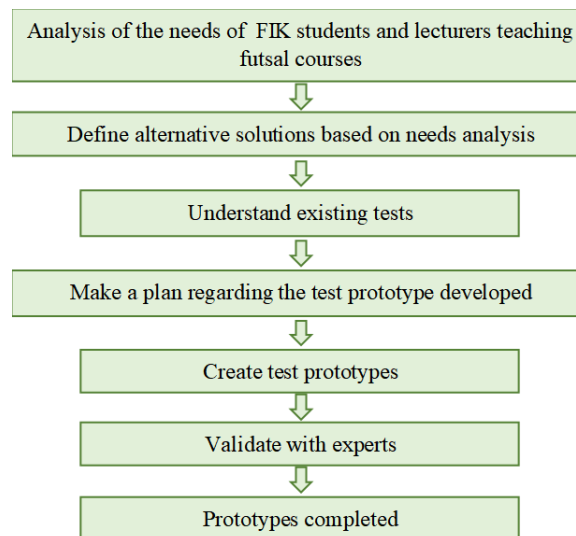 Analysis of the needs of FIK students and lecturers teaching
futsal courses
Define alternative solutions based on needs analysis
Understand existing tests
Make a plan regarding the test prototype developed
Create test prototypes
Validate with experts
Prototypes completed